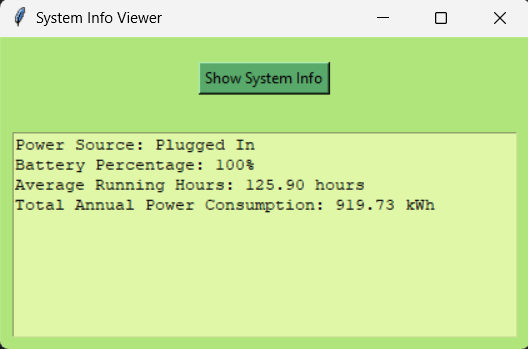 System Info Viewer
Show System Info
Power Source: Plugged In
Battery Percentage: 100%
Average Running Hours: 125.90 hours
Total Annual Power Consumption: 919.73 kWh